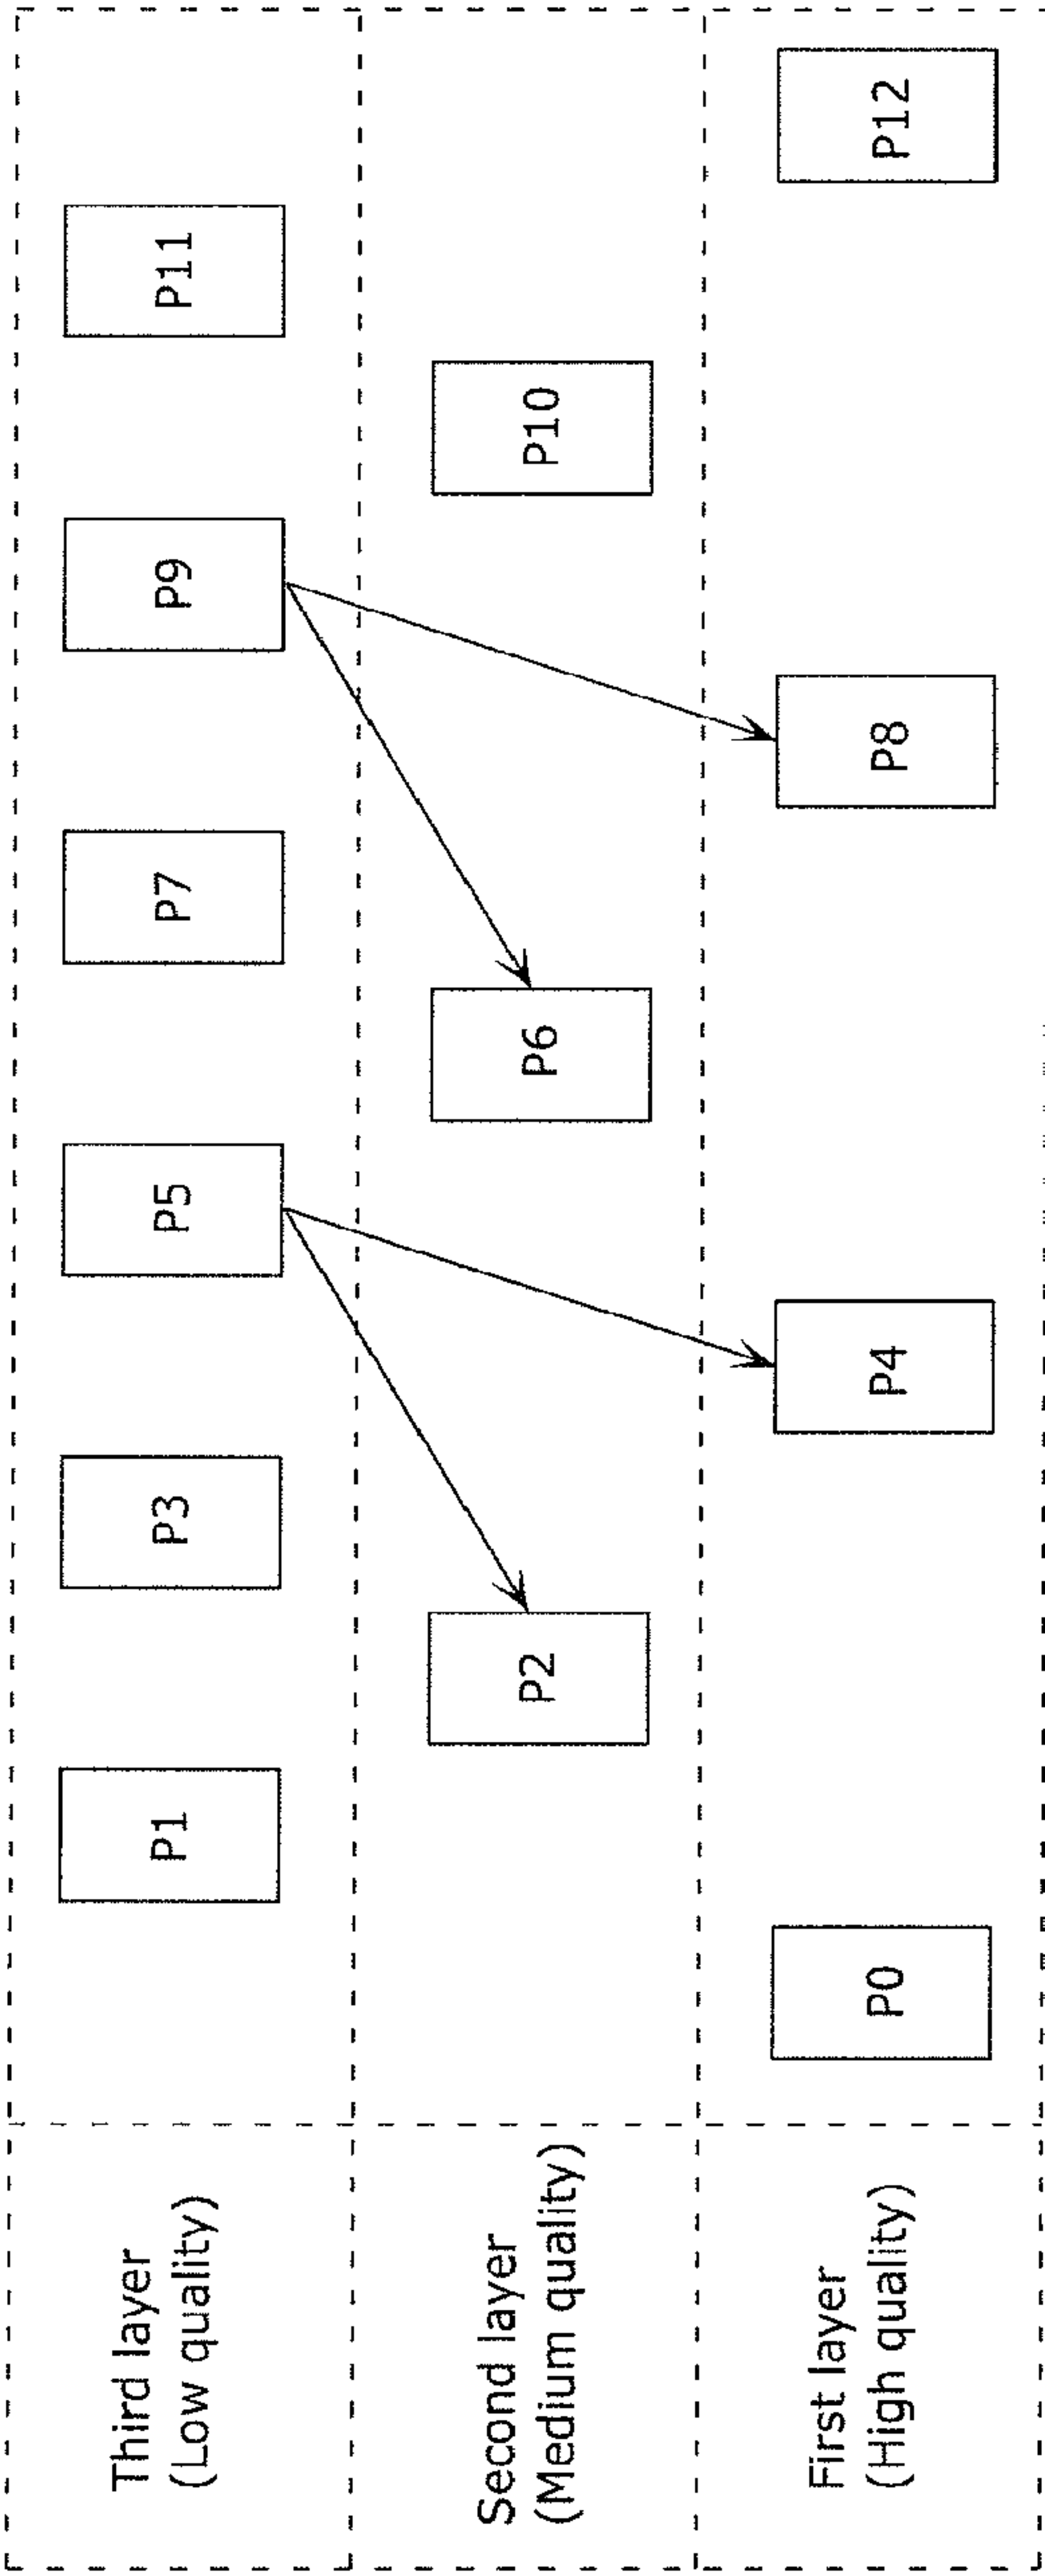 Third layer
(Low quality)
P1
P3
P5
P7
P9
P11
Second layer
(Medium quality)
P2
P6
P10
First layer
(High quality)
P0
P4
P8
P12